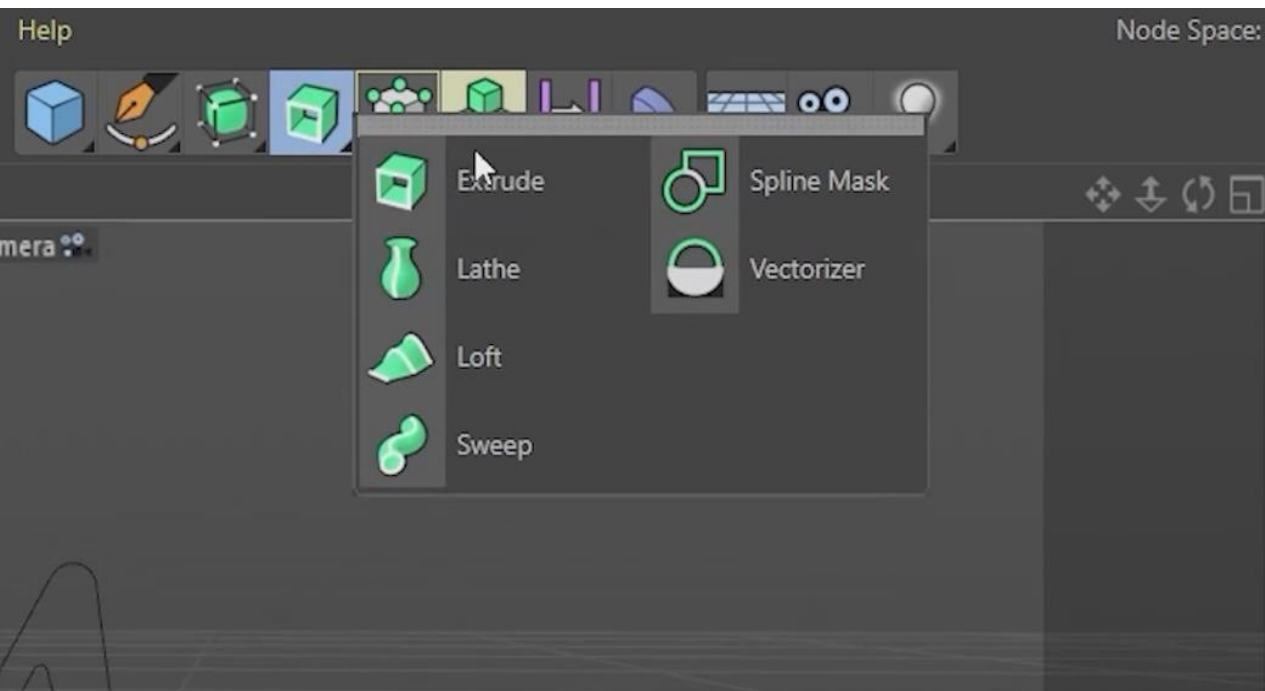 Help
Node Space:
mera
Extrude
Spline Mask
Lathe
Vectorizer
Loft
Sweep